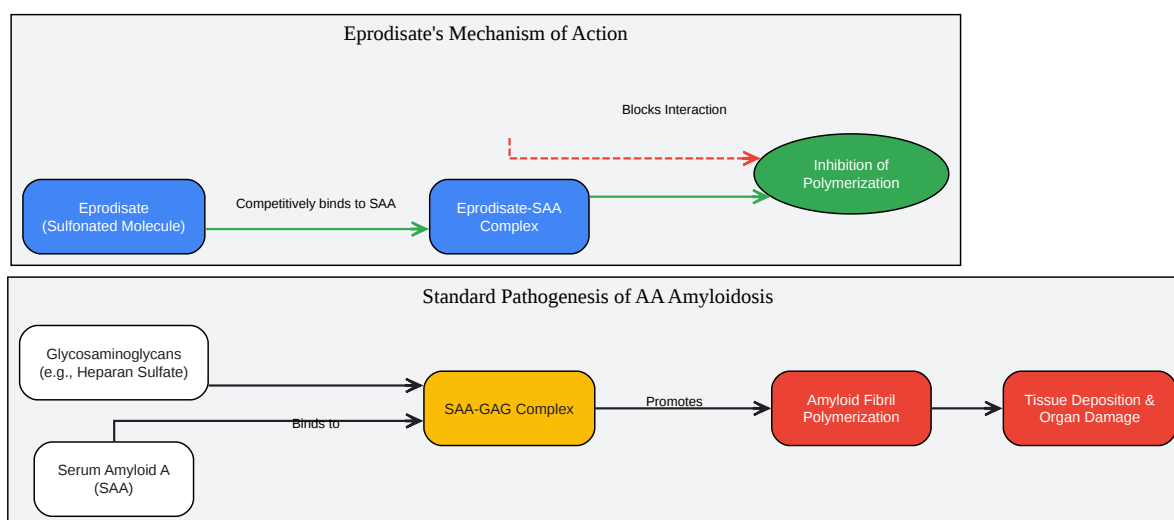 Eprodisate's Mechanism of Action
Blocks Interaction
Inhibition of
Polymerization
Eprodisate
(Sulfonated Molecule)
Competitively binds to SAA
Eprodisate-SAA
Complex
Standard Pathogenesis of AA Amyloidosis
Glycosaminoglycans
(e.g., Heparan Sulfate)
Binds to
Serum Amyloid A
(SAA)
SAA-GAG Complex
Promotes
Amyloid Fibril
Polymerization
Tissue Deposition &
Organ Damage